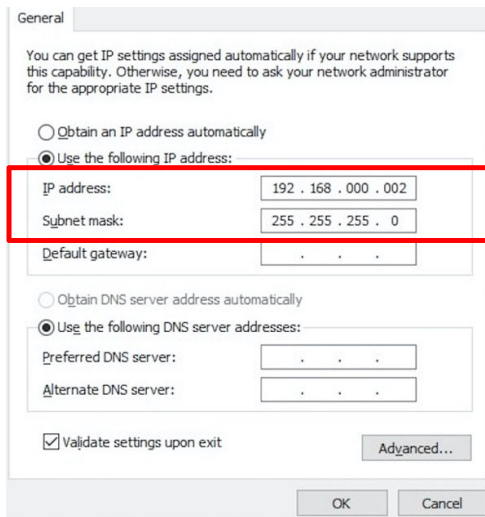 General
You can get IP settings assigned automatically if your network supports
this capability. Otherwise, you need to ask your network administrator
for the appropriate IP settings.
Obtain an IP address automatically
Use the following IP address:
IP address: 192 . 168 . 000 . 002
Subnet mask: 255 . 255 . 255 . 0
Default gateway: . . .
Obtain DNS server address automatically
Use the following DNS server addresses:
Preferred DNS server: . . .
Alternate DNS server: . . .
Validate settings upon exit
Advanced...
OK Cancel